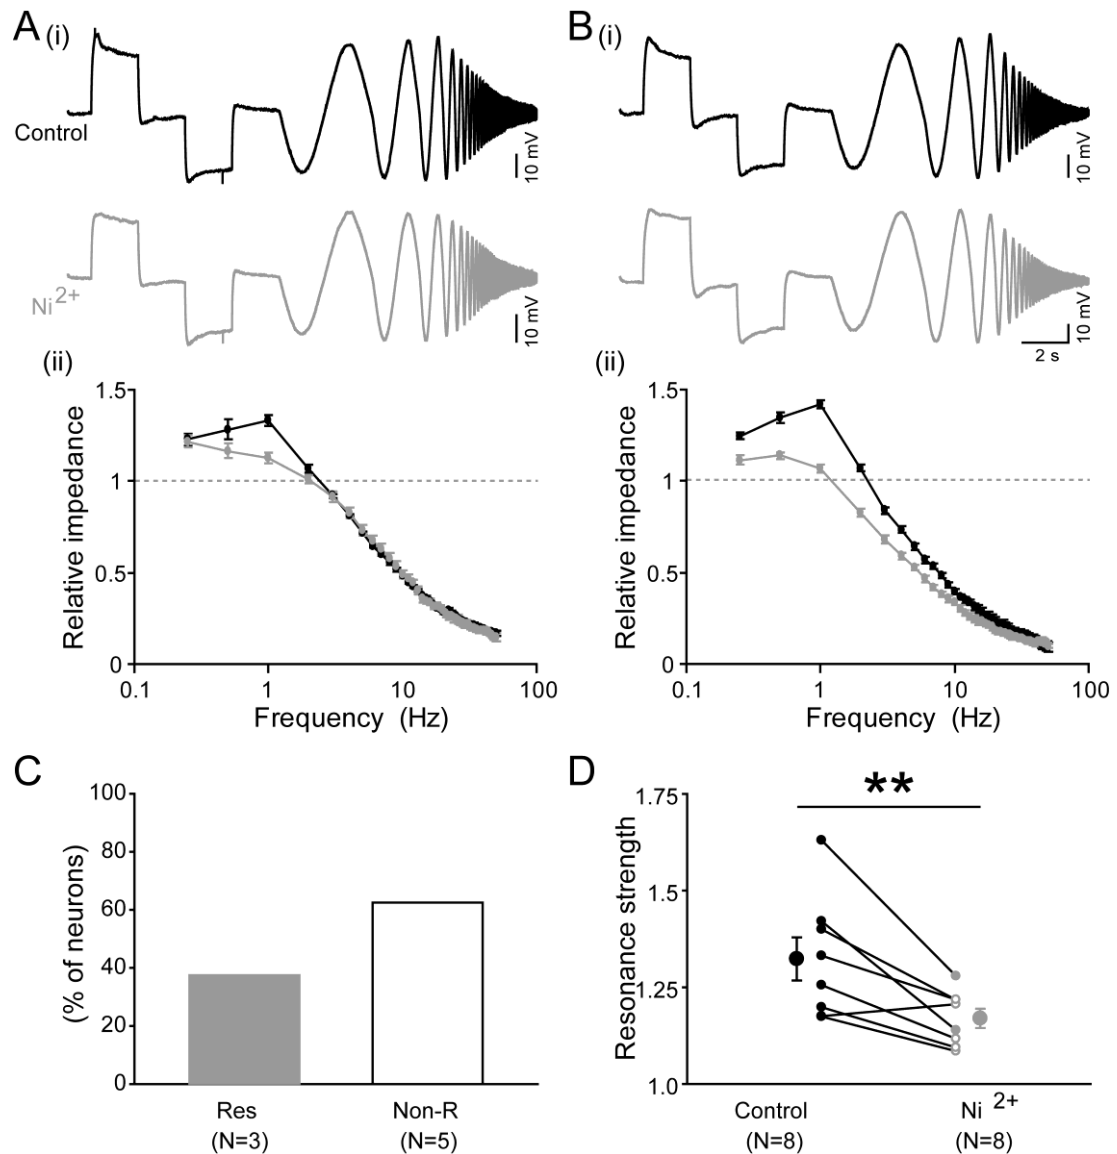 A (i)
Control
10 mV
Ni2+
10 mV
(ii)
1.5
1
0.5
0
Relative impedance
0.1 1 10 100
Frequency (Hz)
B (i)
10 mV
10 mV
2 s
(ii)
1.5
1
0.5
0
Relative impedance
0.1 1 10 100
Frequency (Hz)
C
100
80
60
40
20
0
(% of neurons)
Res Non-R
(N=3) (N=5)
D
**
1.75
1.5
1.25
1.0
Resonance strength
Control Ni 2+
(N=8) (N=8)